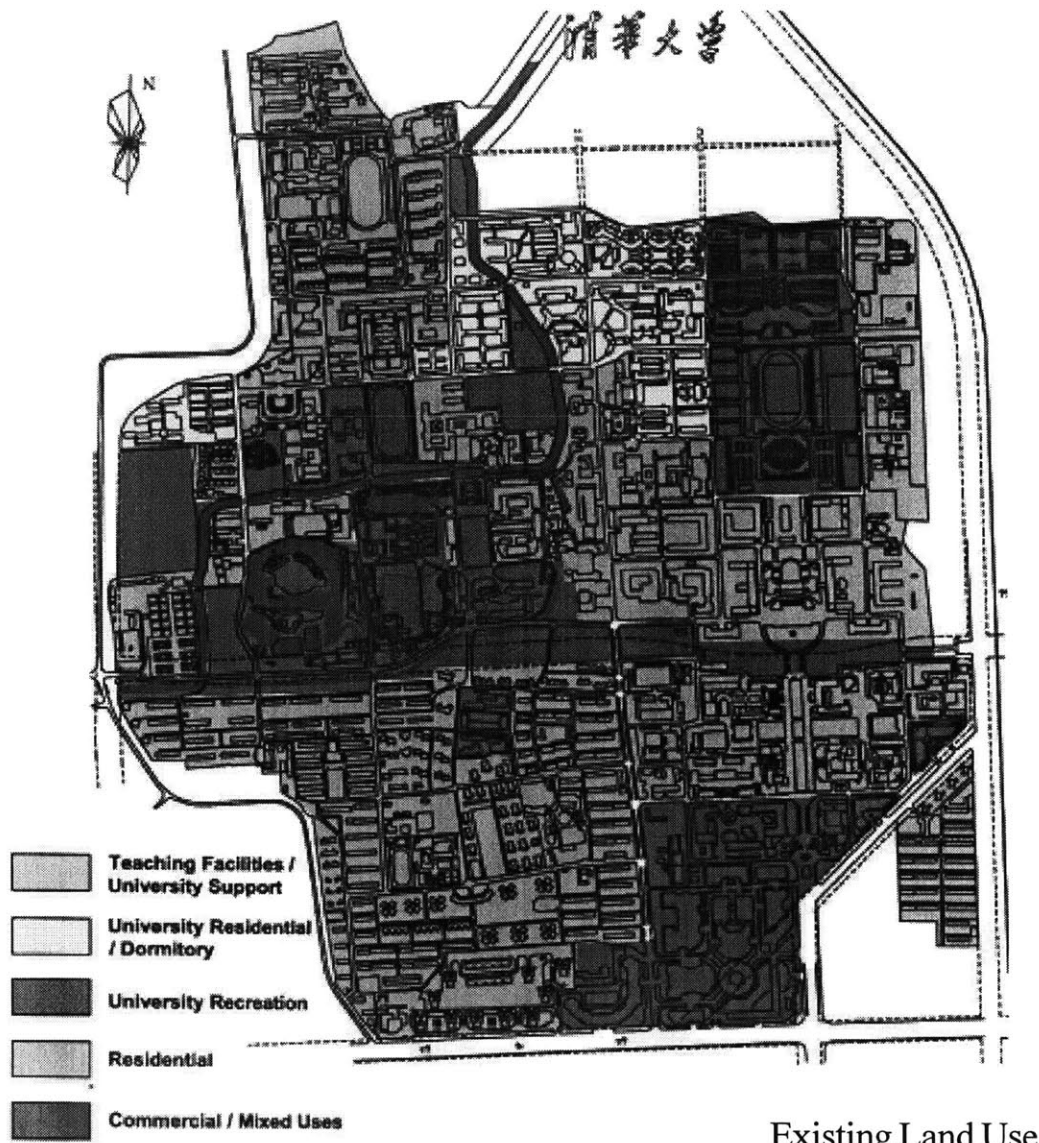 清華大学
N
Teaching Facilities /
University Support
University Residential
/ Dormitory
University Recreation
Residential
Commercial / Mixed Uses
Existing Land Use